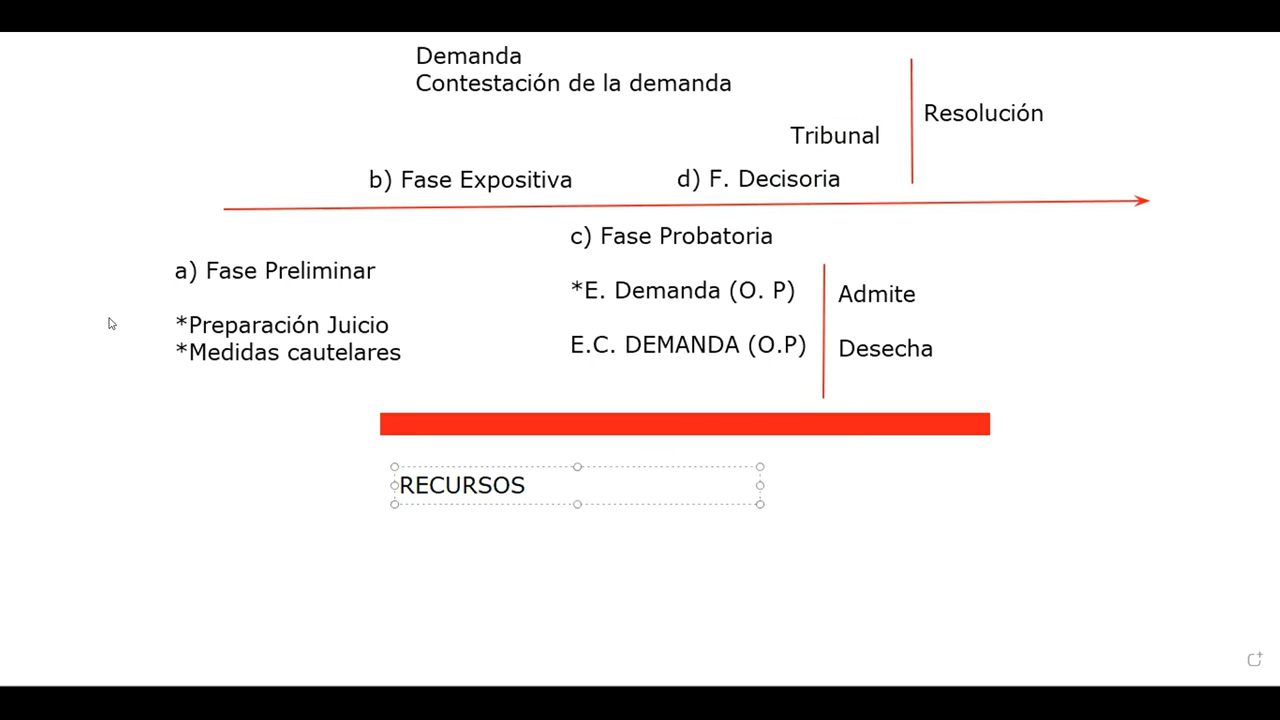 Demanda
Contestación de la demanda
Resolución
Tribunal
b) Fase Expositiva
d) F. Decisoria
c) Fase Probatoria
a) Fase Preliminar
*E. Demanda (O. P)
Admite
*Preparación Juicio
*Medidas cautelares
E.C. DEMANDA (O.P)
Desecha
RECURSOS